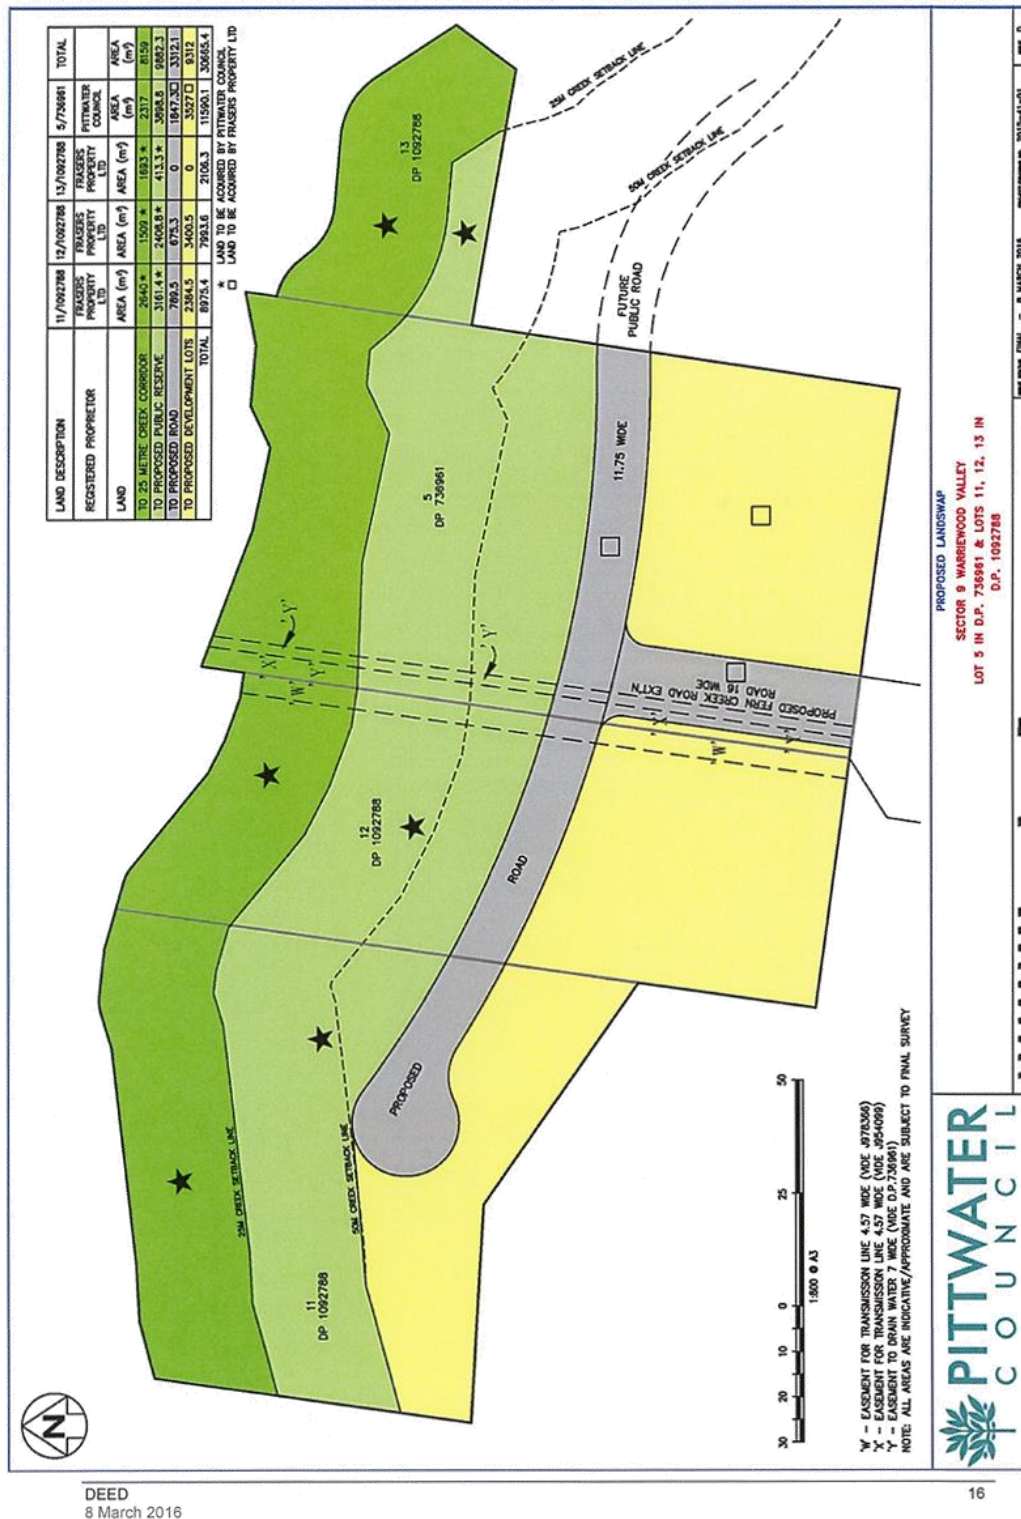 LAND DESCRIPTION 11/1092788 12/1092788 13/1092788 5/736961 TOTAL
REGISTERED PROPRIETOR FRASERS PROPERTY LTD FRASERS PROPERTY LTD FRASERS PROPERTY LTD PITTWATER COUNCIL
LAND AREA (m²) AREA (m²) AREA (m²) AREA (m²) AREA (m²)
TO 25 METRE CREEK CORRIDOR 2640 ★ 1509 ★ 1693 ★ 2317 8159
TO PROPOSED PUBLIC RESERVE 3161.4 ★ 2408.8 ★ 413.3 ★ 3898.8 9882.3
TO PROPOSED ROAD 789.5 675.3 0 1847.3 □ 3312.1
TO PROPOSED DEVELOPMENT LOTS 2384.5 3400.5 0 3527 □ 9312
TOTAL 8975.4 7993.6 2106.3 11590.1 30665.4
★ LAND TO BE ACQUIRED BY PITTWATER COUNCIL
□ LAND TO BE ACQUIRED BY FRASERS PROPERTY LTD
N
13
DP 1092788
25M CREEK SETBACK LINE
50M CREEK SETBACK LINE
FUTURE
PUBLIC ROAD
11.75 WIDE
5
DP 736961
'Y'
'X'
'Y'
'W'
'Y'
PROPOSED FERN CREEK ROAD EXT'N
ROAD 16 WIDE
'X'
'W'
'Y'
12
DP 1092788
ROAD
PROPOSED
25M CREEK SETBACK LINE
50M CREEK SETBACK LINE
11
DP 1092788
30 20 10 0 25 50
1:600 @ A3
'W' - EASEMENT FOR TRANSMISSION LINE 4.57 WIDE (VIDE J978366)
'X' - EASEMENT FOR TRANSMISSION LINE 4.57 WIDE (VIDE J954099)
'Y' - EASEMENT TO DRAIN WATER 7 WIDE (VIDE D.P.736961)
NOTE: ALL AREAS ARE INDICATIVE/APPROXIMATE AND ARE SUBJECT TO FINAL SURVEY
PROPOSED LANDSWAP
SECTOR 9 WARRIEWOOD VALLEY
LOT 5 IN D.P. 736961 & LOTS 11, 12, 13 IN
D.P. 1092788
PITTWATER
COUNCIL
DEED
8 March 2016
16